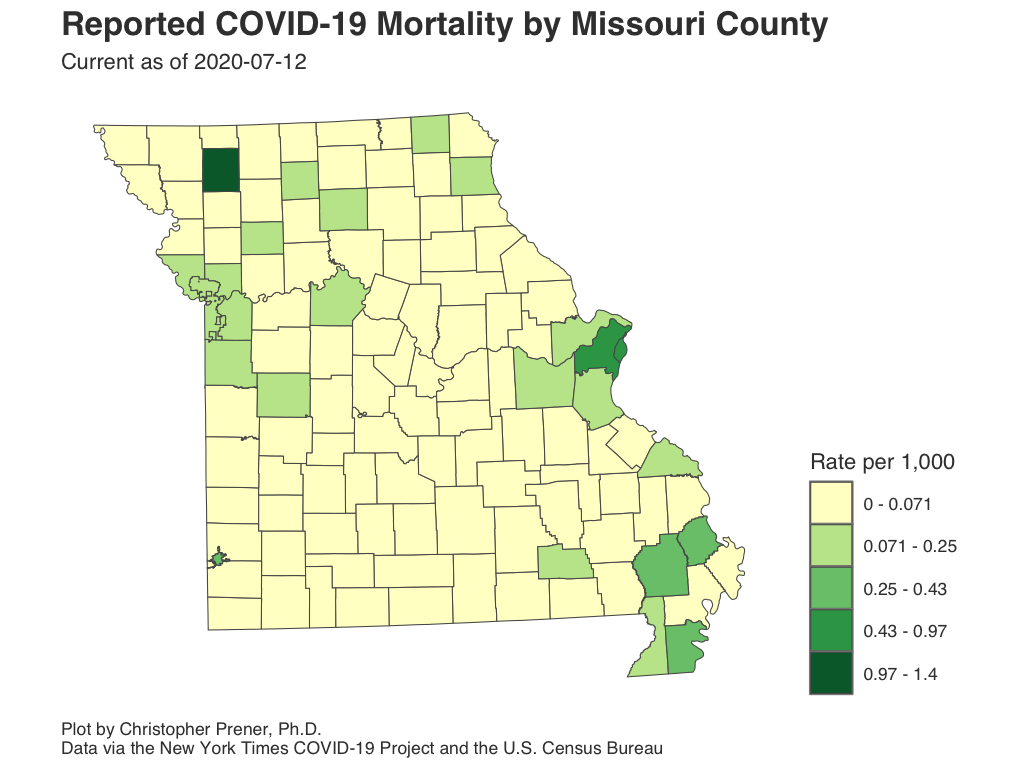 Reported COVID-19 Mortality by Missouri County
Current as of 2020-07-12
Rate per 1,000
0 - 0.071
0.071 - 0.25
0.25 - 0.43
0.43 - 0.97
0.97 - 1.4
Plot by Christopher Prener, Ph.D.
Data via the New York Times COVID-19 Project and the U.S. Census Bureau